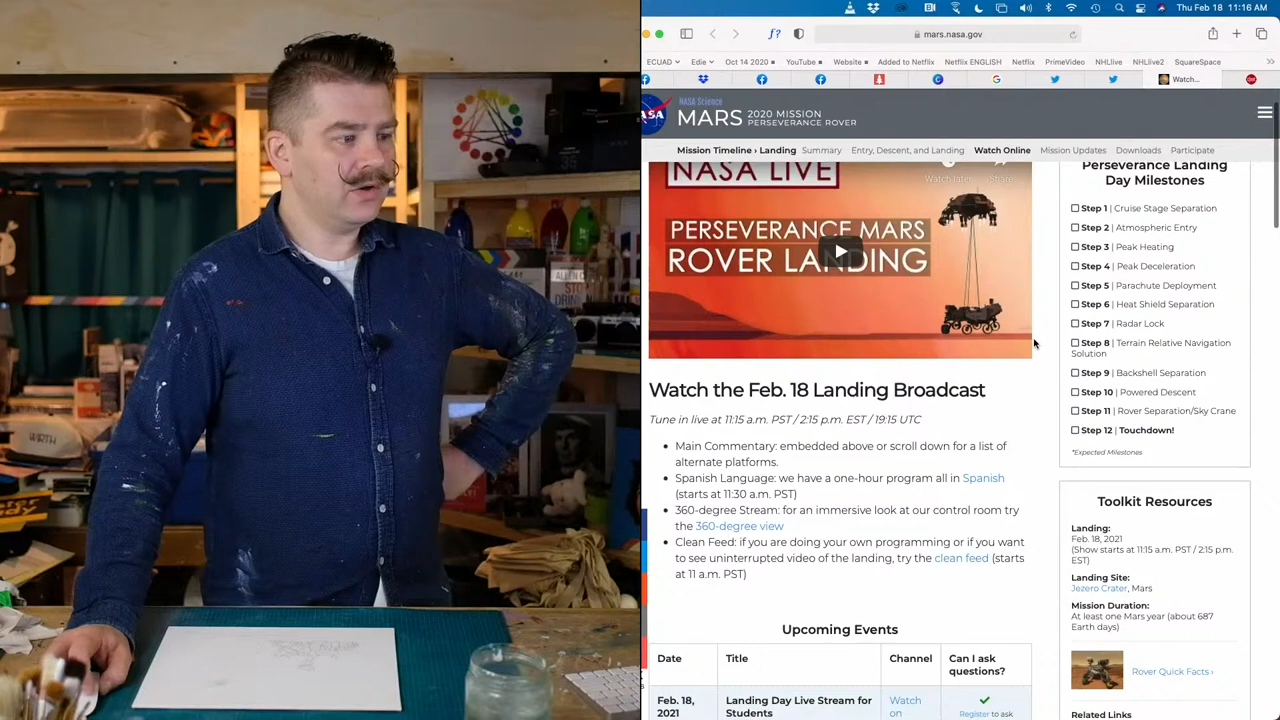 Thu Feb 18 11:16 AM
mars.nasa.gov
ECUAD Edie Oct 14 2020 YouTube Website Added to Netflix Netflix ENGLISH Netflix PrimeVideo NHLive NHLlive2 SquareSpace
Watch...
NASA Science
MARS 2020 MISSION
PERSEVERANCE ROVER
Mission Timeline › Landing Summary Entry, Descent, and Landing Watch Online Mission Updates Downloads Participate
NASA LIVE
Watch later Share
PERSEVERANCE MARS
ROVER LANDING
Watch the Feb. 18 Landing Broadcast
Tune in live at 11:15 a.m. PST / 2:15 p.m. EST / 19:15 UTC
Main Commentary: embedded above or scroll down for a list of
alternate platforms.
Spanish Language: we have a one-hour program all in Spanish
(starts at 11:30 a.m. PST)
360-degree Stream: for an immersive look at our control room try
the 360-degree view
Clean Feed: if you are doing your own programming or if you want
to see uninterrupted video of the landing, try the clean feed (starts
at 11 a.m. PST)
Upcoming Events
Date Title Channel Can I ask
questions?
Feb. 18,
2021
Landing Day Live Stream for
Students
Watch
on
Register to ask
Perseverance Landing
Day Milestones
Step 1 | Cruise Stage Separation
Step 2 | Atmospheric Entry
Step 3 | Peak Heating
Step 4 | Peak Deceleration
Step 5 | Parachute Deployment
Step 6 | Heat Shield Separation
Step 7 | Radar Lock
Step 8 | Terrain Relative Navigation
Solution
Step 9 | Backshell Separation
Step 10 | Powered Descent
Step 11 | Rover Separation/Sky Crane
Step 12 | Touchdown!
*Expected Milestones
Toolkit Resources
Landing:
Feb. 18, 2021
(Show starts at 11:15 a.m. PST / 2:15 p.m.
EST)
Landing Site:
Jezero Crater, Mars
Mission Duration:
At least one Mars year (about 687
Earth days)
Rover Quick Facts ›
Related Links